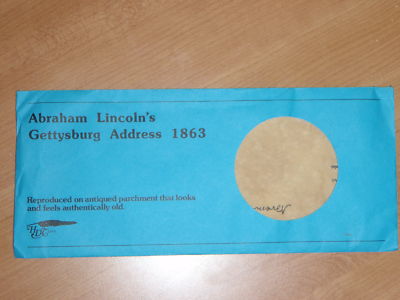 Abraham Lincoln's
Gettysburg Address 1863
Reproduced on antiqued parchment that looks
and feels authentically old.